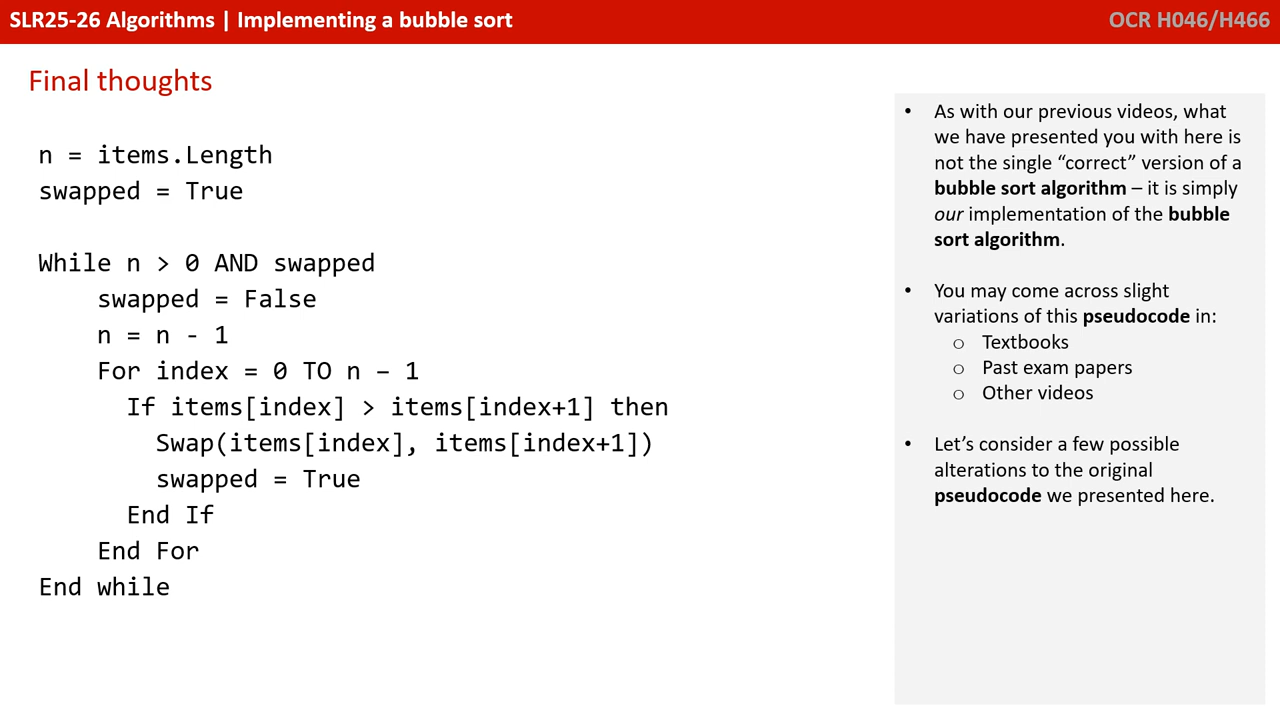 SLR25-26 Algorithms | Implementing a bubble sort
OCR H046/H466
Final thoughts
n = items.Length
swapped = True
While n > 0 AND swapped
swapped = False
n = n - 1
For index = 0 TO n – 1
If items[index] > items[index+1] then
Swap(items[index], items[index+1])
swapped = True
End If
End For
End while
• As with our previous videos, what
we have presented you with here is
not the single “correct” version of a
bubble sort algorithm – it is simply
our implementation of the bubble
sort algorithm.
• You may come across slight
variations of this pseudocode in:
o Textbooks
o Past exam papers
o Other videos
• Let’s consider a few possible
alterations to the original
pseudocode we presented here.